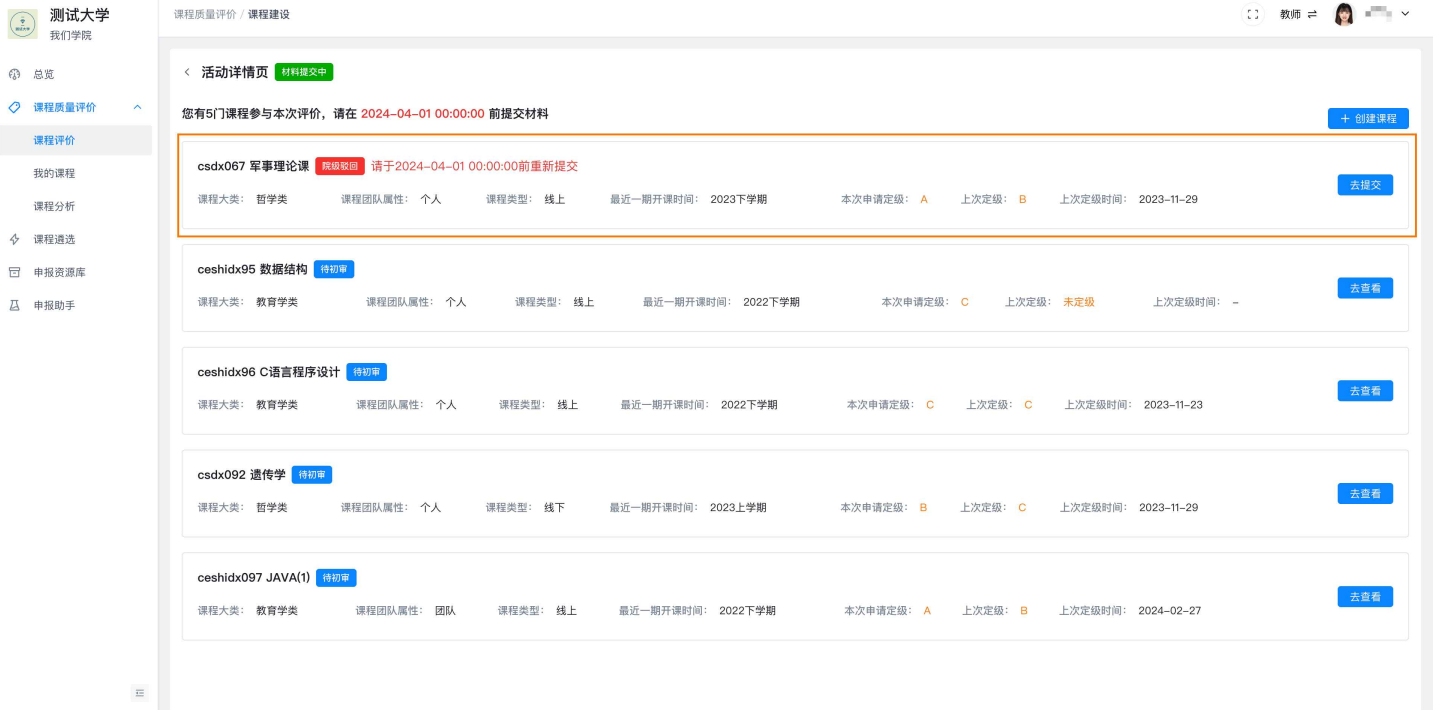 测试大学
我们学院
总览
课程质量评价
课程评价
我的课程
课程分析
课程遴选
申报资源库
申报助手
课程质量评价 / 课程建设
教师
活动详情页 材料提交中
您有5门课程参与本次评价，请在 2024-04-01 00:00:00 前提交材料
+ 创建课程
csdx067 军事理论课 院级驳回 请于2024-04-01 00:00:00前重新提交
课程大类： 哲学类 课程团队属性： 个人 课程类型： 线上 最近一期开课时间： 2023下学期 本次申请定级： A 上次定级： B 上次定级时间： 2023-11-29
去提交
ceshidx95 数据结构 待初审
课程大类： 教育学类 课程团队属性： 个人 课程类型： 线上 最近一期开课时间： 2022下学期 本次申请定级： C 上次定级： 未定级 上次定级时间： -
去查看
ceshidx96 C语言程序设计 待初审
课程大类： 教育学类 课程团队属性： 个人 课程类型： 线上 最近一期开课时间： 2022下学期 本次申请定级： C 上次定级： C 上次定级时间： 2023-11-23
去查看
csdx092 遗传学 待初审
课程大类： 哲学类 课程团队属性： 个人 课程类型： 线下 最近一期开课时间： 2023上学期 本次申请定级： B 上次定级： C 上次定级时间： 2023-11-29
去查看
ceshidx097 JAVA(1) 待初审
课程大类： 教育学类 课程团队属性： 团队 课程类型： 线上 最近一期开课时间： 2022下学期 本次申请定级： A 上次定级： B 上次定级时间： 2024-02-27
去查看